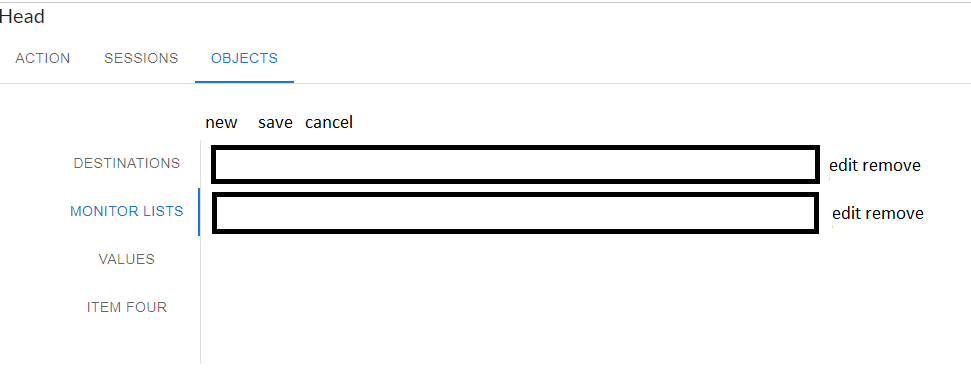 Head
ACTION SESSIONS OBJECTS
new save cancel
DESTINATIONS
edit remove
MONITOR LISTS
edit remove
VALUES
ITEM FOUR